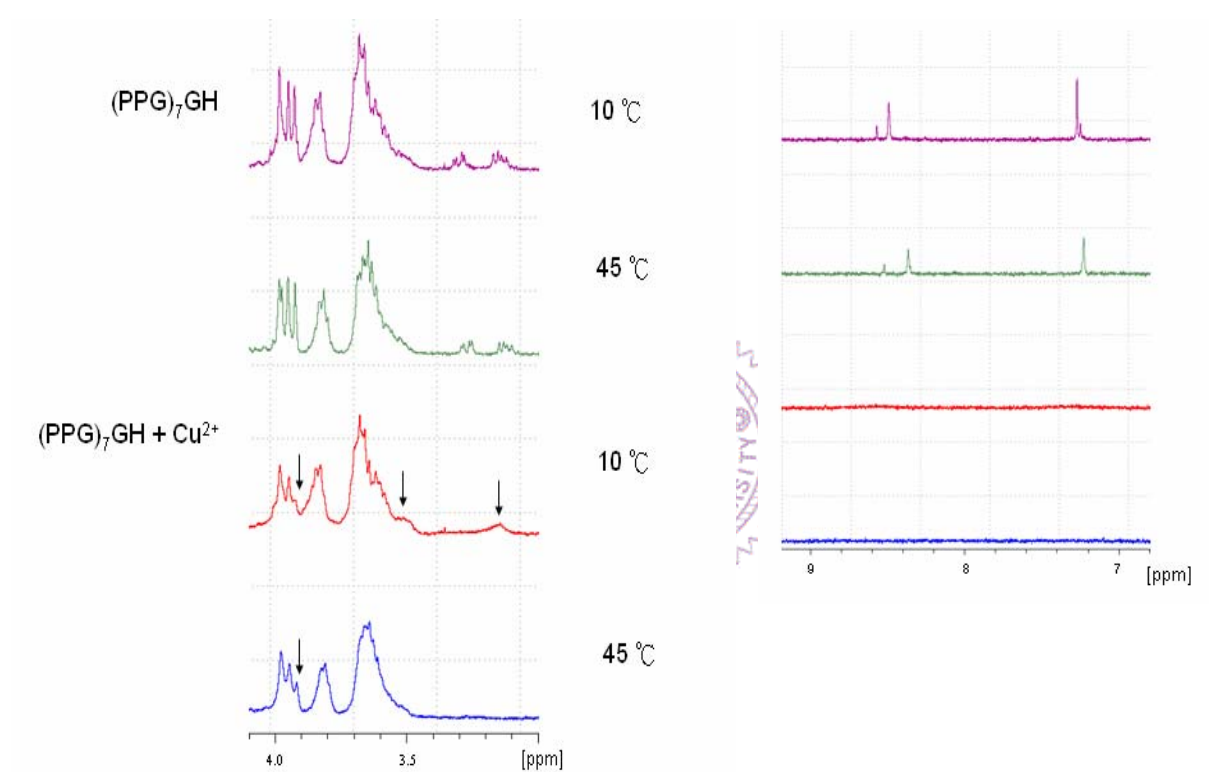 (PPG)₇GH
10 ℃
45 ℃
(PPG)₇GH + Cu²⁺
10 ℃
45 ℃
4.0 3.5 [ppm]
9 8 7 [ppm]